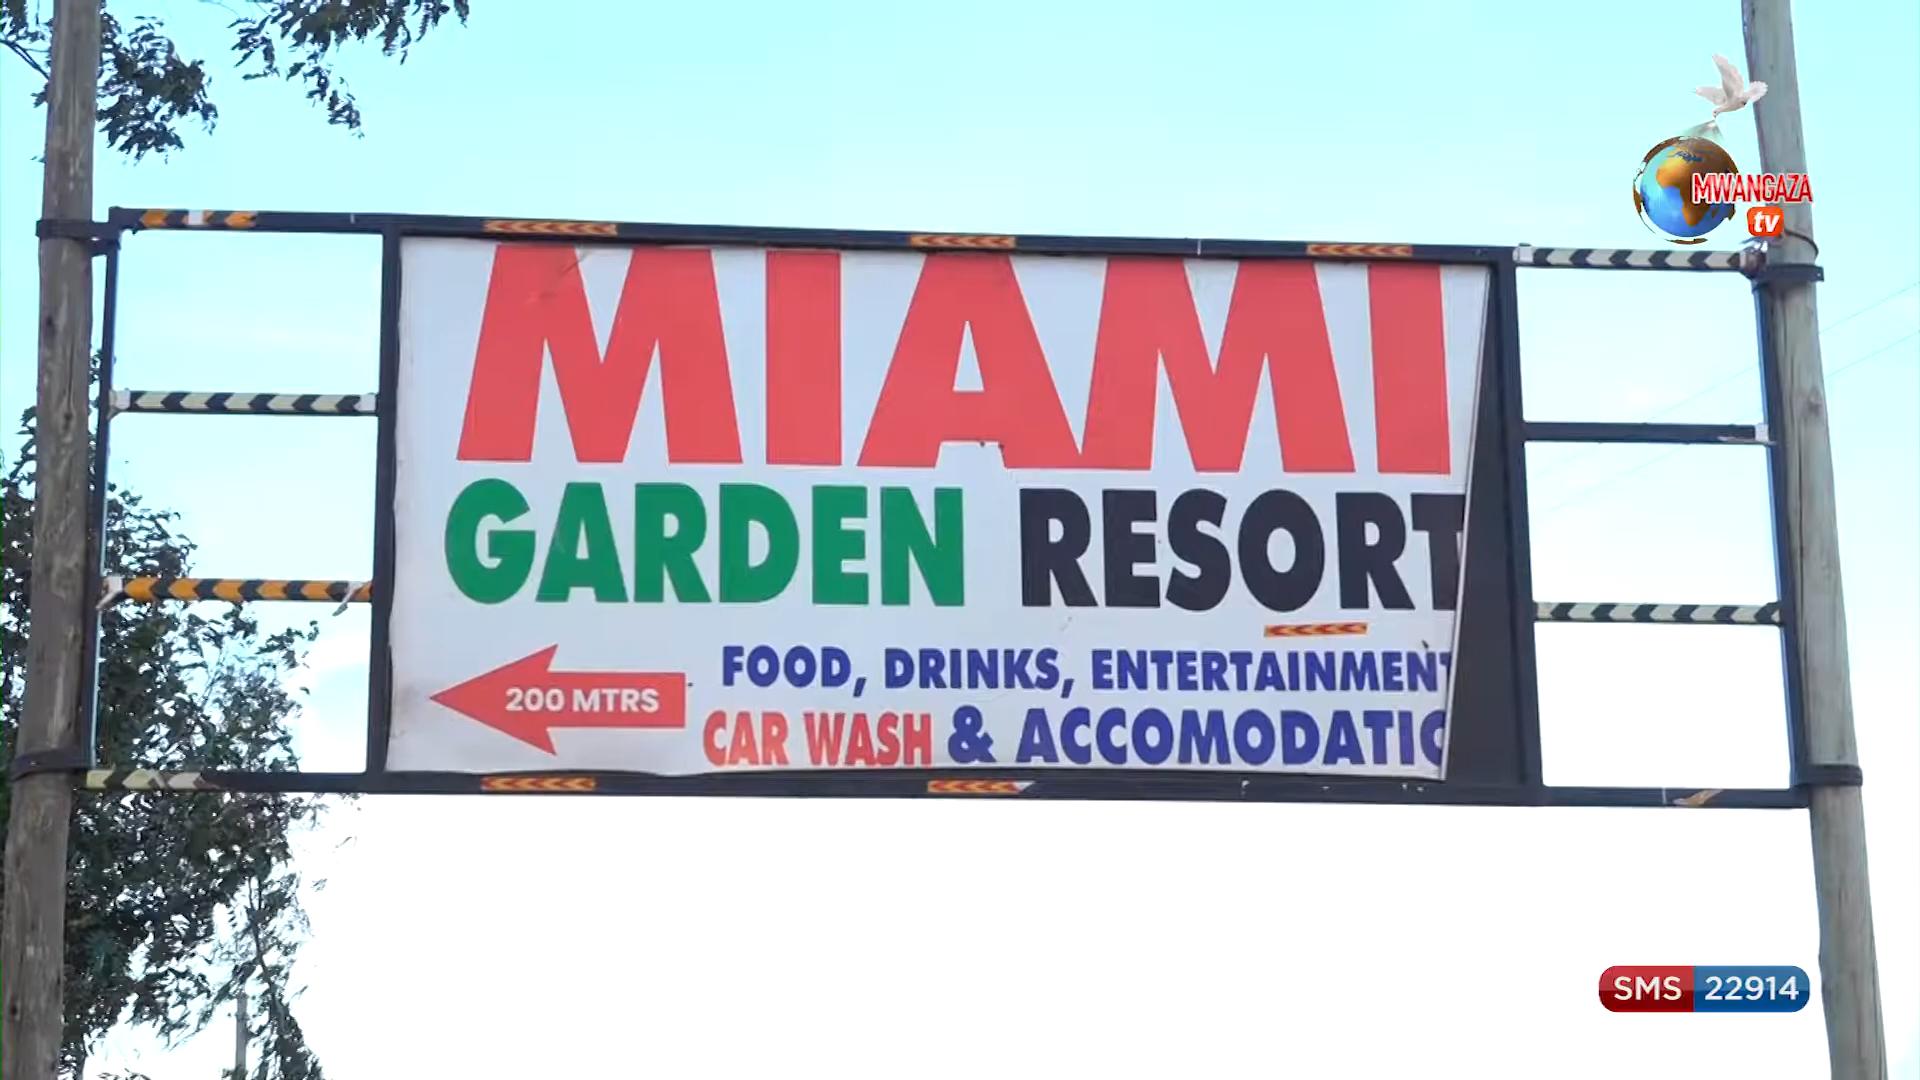 MWANGAZA
tv
MIAMI
GARDEN RESORT
200 MTRS
FOOD, DRINKS, ENTERTAINMENT
CAR WASH & ACCOMODATIO
SMS 22914